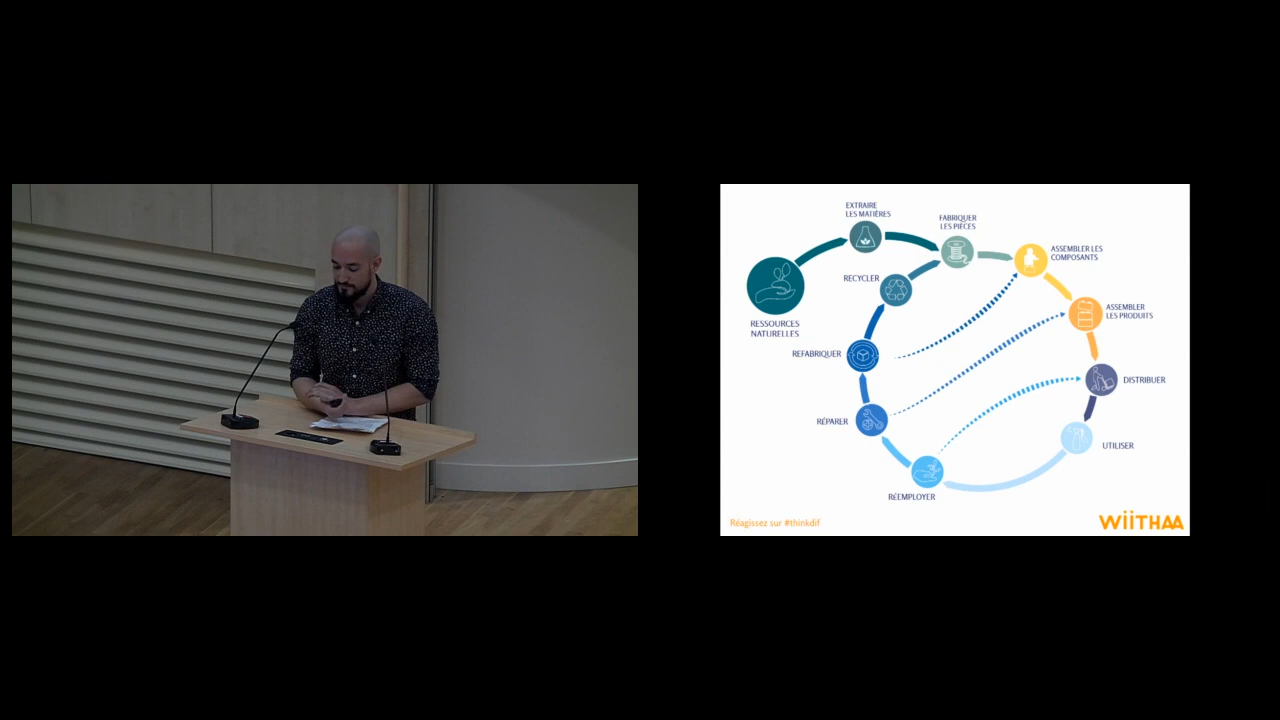 EXTRAIRE
LES MATIÈRES
FABRIQUER
LES PIÈCES
ASSEMBLER LES
COMPOSANTS
RECYCLER
ASSEMBLER
LES PRODUITS
RESSOURCES
NATURELLES
REFABRIQUER
DISTRIBUER
RÉPARER
UTILISER
RÉEMPLOYER
Réagissez sur #thinkdif
WiiTHAA